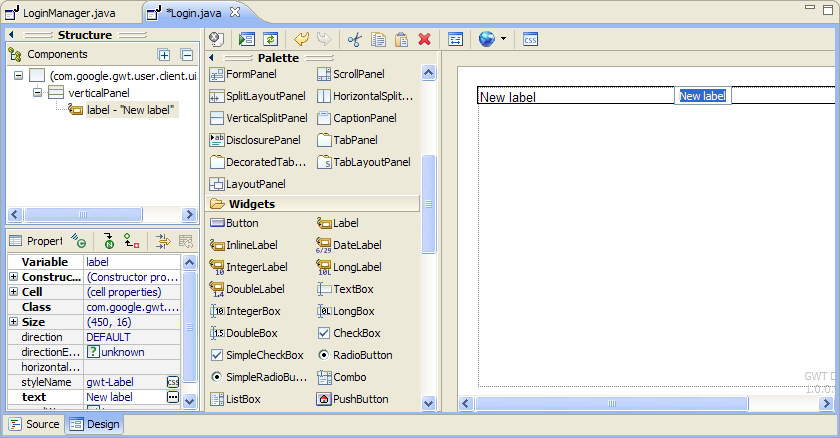 LoginManager.java
*Login.java
Structure
Components
(com.google.gwt.user.client.ui
verticalPanel
label - "New label"
Propert
Variable label
Construc... (Constructor pro...
Cell (cell properties)
Class com.google.gwt....
Size (450, 16)
direction DEFAULT
directionE... ? unknown
horizontal...
styleName gwt-Label css
text New label ...
Palette
FormPanel ScrollPanel
SplitLayoutPanel HorizontalSplit...
VerticalSplitPanel CaptionPanel
DisclosurePanel TabPanel
DecoratedTab... TabLayoutPanel
LayoutPanel
Widgets
Button Label
InlineLabel DateLabel
IntegerLabel LongLabel
DoubleLabel TextBox
IntegerBox LongBox
DoubleBox CheckBox
SimpleCheckBox RadioButton
SimpleRadioBu... Combo
ListBox PushButton
CSS
New label New label
GWT D
1.0.0
Source Design